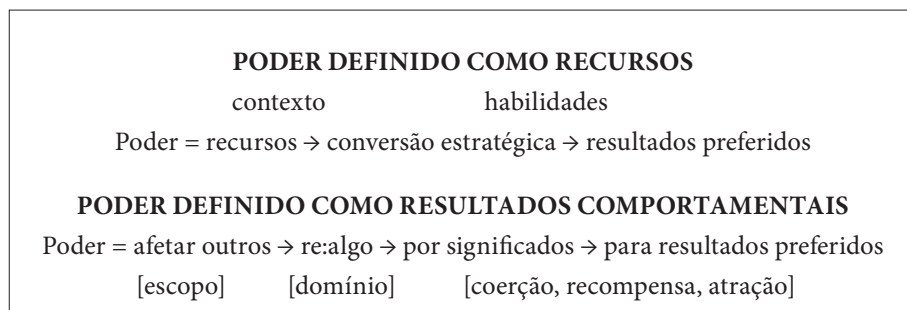 PODER DEFINIDO COMO RECURSOS
contexto habilidades
Poder = recursos → conversão estratégica → resultados preferidos
PODER DEFINIDO COMO RESULTADOS COMPORTAMENTAIS
Poder = afetar outros → re:algo → por significados → para resultados preferidos
[escopo] [domínio] [coerção, recompensa, atração]